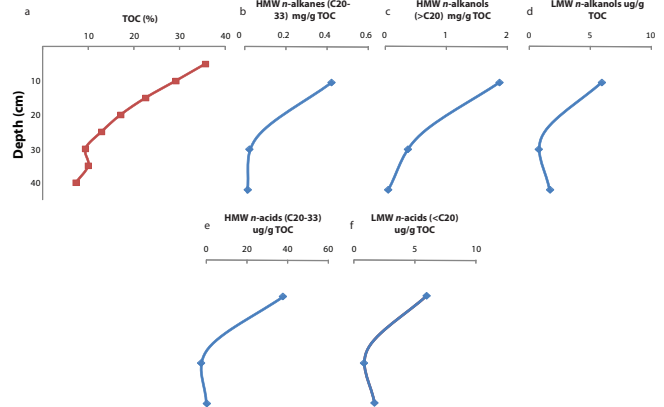 a
TOC (%)
10 20 30 40
Depth (cm)
10
20
30
40
b
HMW n-alkanes (C20-
33) mg/g TOC
0 0.2 0.4 0.6
c
HMW n-alkanols
(>C20) mg/g TOC
0 1 2
d
LMW n-alkanols ug/g
TOC
0 5 10
e
HMW n-acids (C20-33)
ug/g TOC
0 20 40 60
f
LMW n-acids (<C20)
ug/g TOC
0 5 10